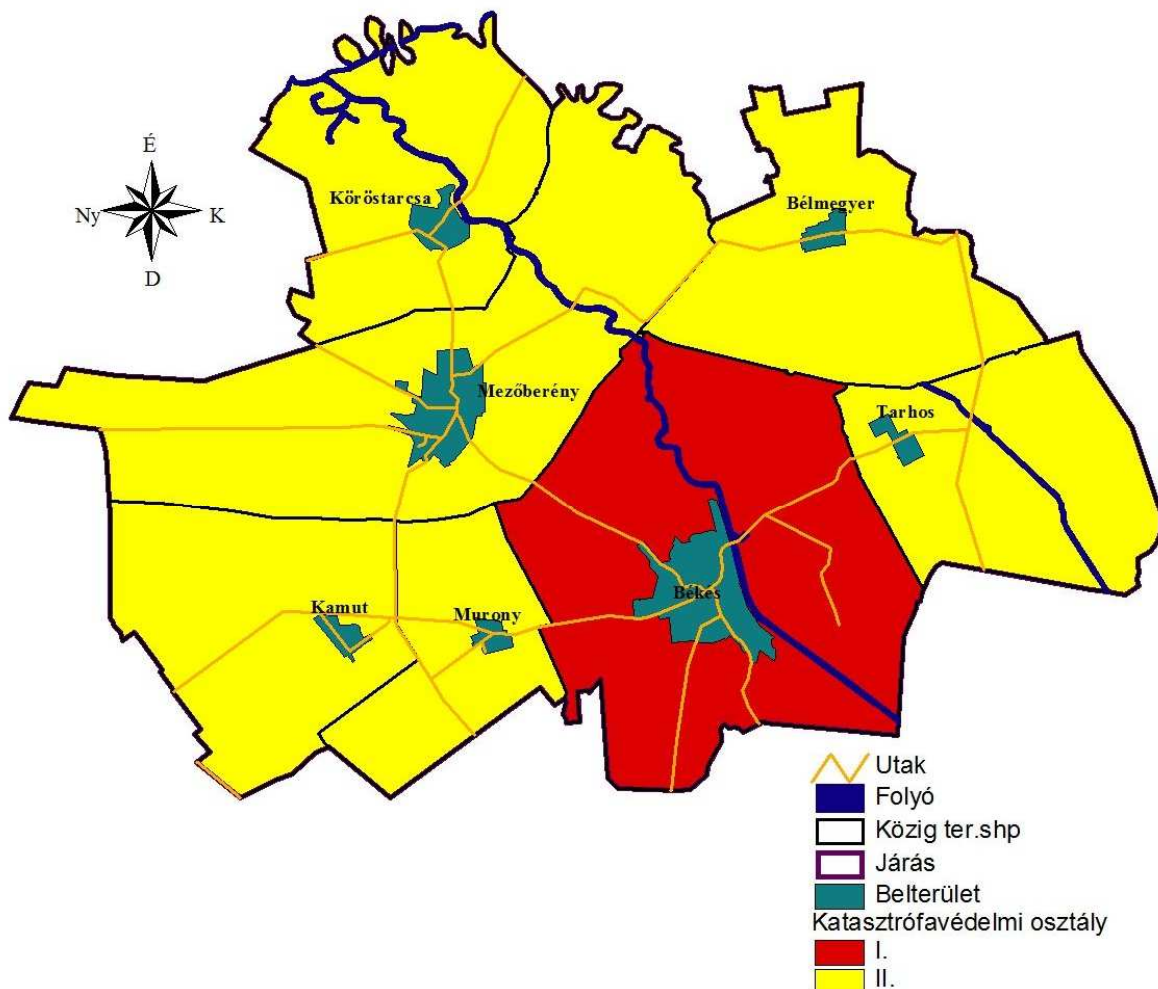 É
Ny
K
D
Köröstarcsa
Bélmegyer
Mezőberény
Tarhos
Kamut
Murony
Békés
Utak
Folyó
Közig ter.shp
Járás
Belterület
Katasztrófavédelmi osztály
I.
II.